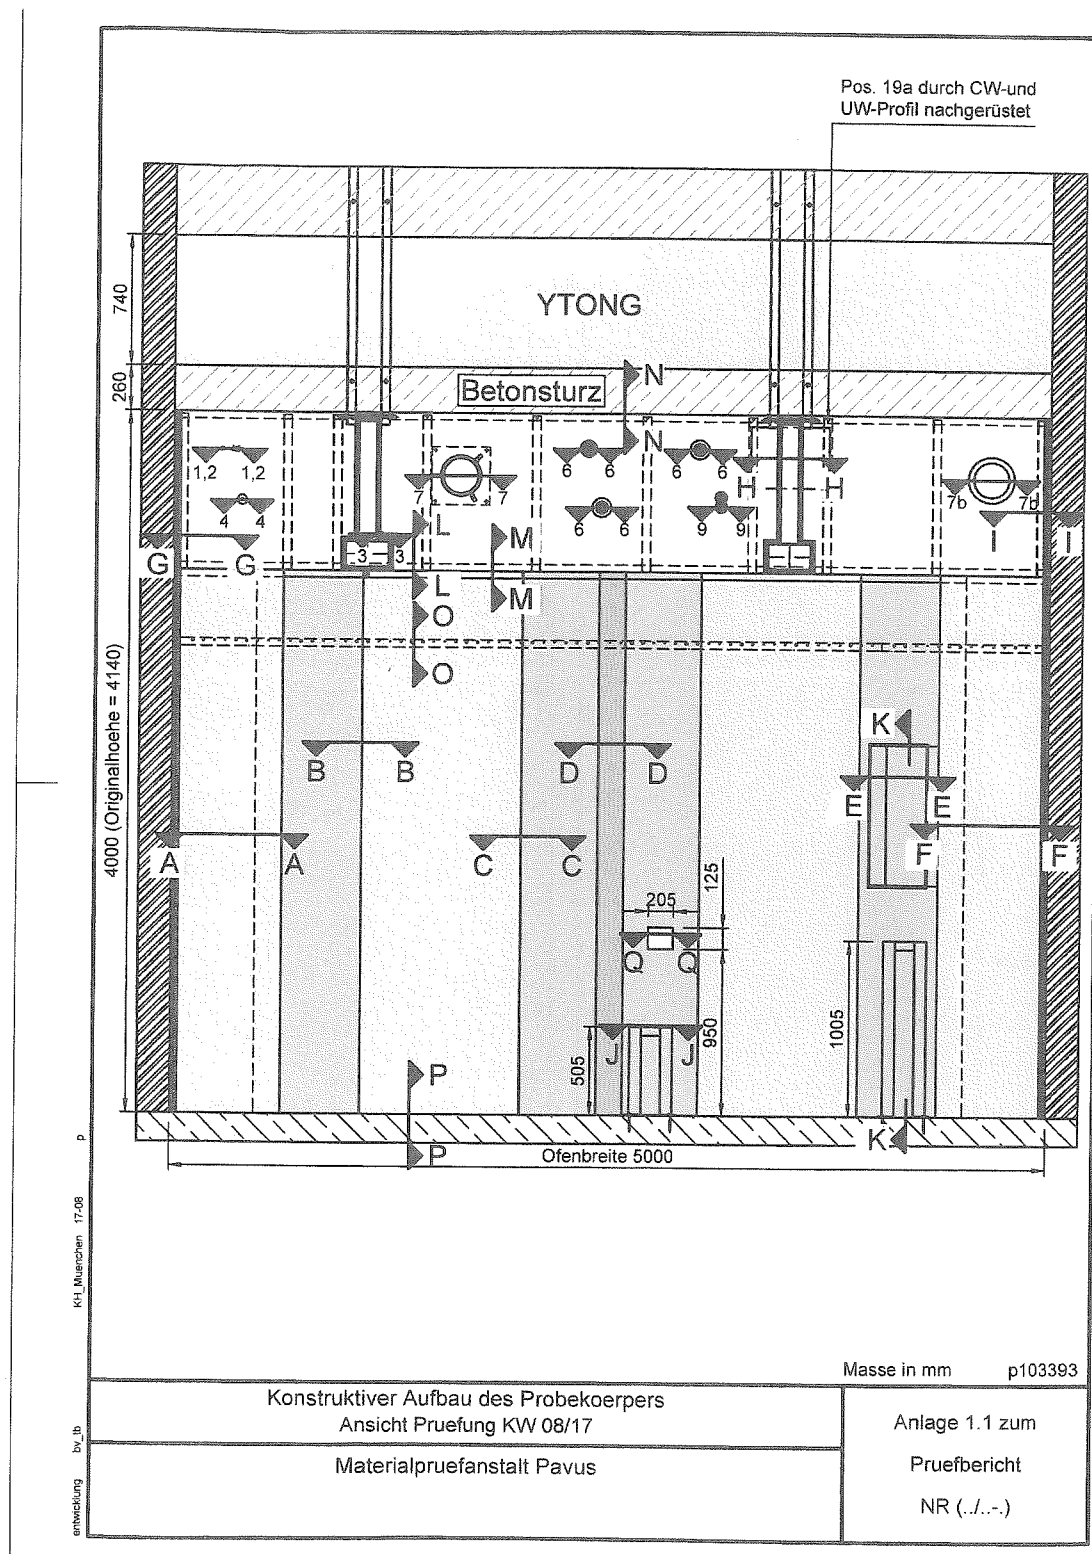 Pos. 19a durch CW-und
UW-Profil nachgerüstet
740
YTONG
260
Betonsturz
N
N
1,2 1,2
7 7
6 6
6 6
H H
7b 7b
4 4
6 6
9 9
L
M
I I
G G
3 3
L
M
O
O
4000 (Originalhoehe = 4140)
K
B B
D D
E E
A A
C C
F F
125
205
Q Q
950
1005
505
J J
P
K
P
Ofenbreite 5000
p
KH_Muenchen 17-08
bv_tb
entwicklung
Masse in mm p103393
Konstruktiver Aufbau des Probekoerpers
Ansicht Pruefung KW 08/17
Materialpruefanstalt Pavus
Anlage 1.1 zum
Pruefbericht
NR (../..-.)